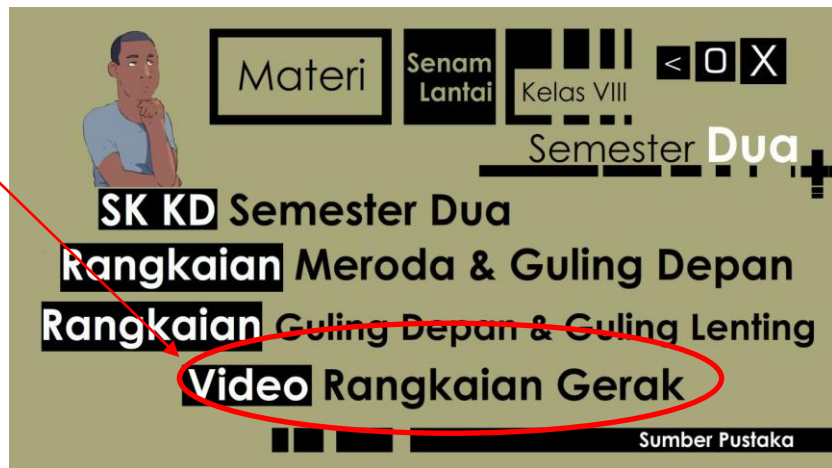 Materi
Senam
Lantai
Kelas VIII
< O X
Semester Dua
SK KD Semester Dua
Rangkaian Meroda & Guling Depan
Rangkaian Guling Depan & Guling Lenting
Video Rangkaian Gerak
Sumber Pustaka